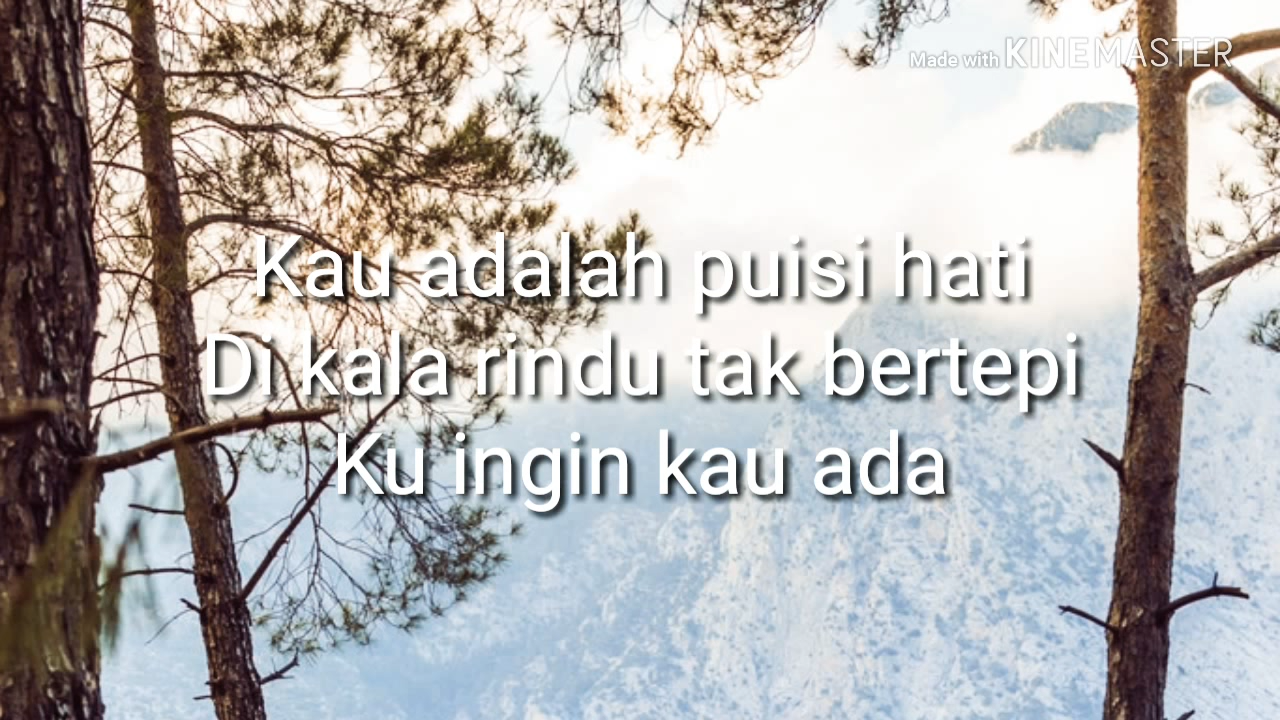 Made with KINEMASTER
Kau adalah puisi hati
Di kala rindu tak bertepi
Ku ingin kau ada